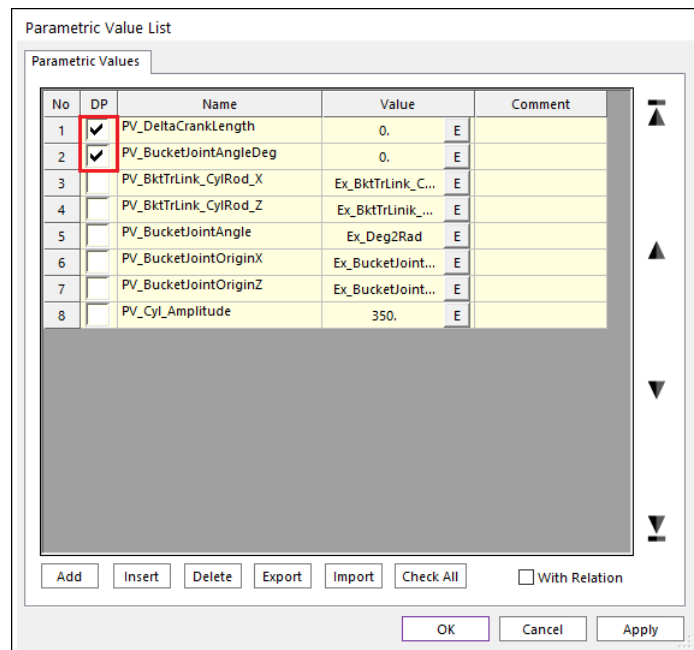 Parametric Value List
Parametric Values
No DP Name Value Comment
1 PV_DeltaCrankLength 0. E
2 PV_BucketJointAngleDeg 0. E
3 PV_BktTrLink_CylRod_X Ex_BktTrLink_C... E
4 PV_BktTrLink_CylRod_Z Ex_BktTrLinik_... E
5 PV_BucketJointAngle Ex_Deg2Rad E
6 PV_BucketJointOriginX Ex_BucketJoint... E
7 PV_BucketJointOriginZ Ex_BucketJoint... E
8 PV_Cyl_Amplitude 350. E
Add Insert Delete Export Import Check All With Relation
OK Cancel Apply